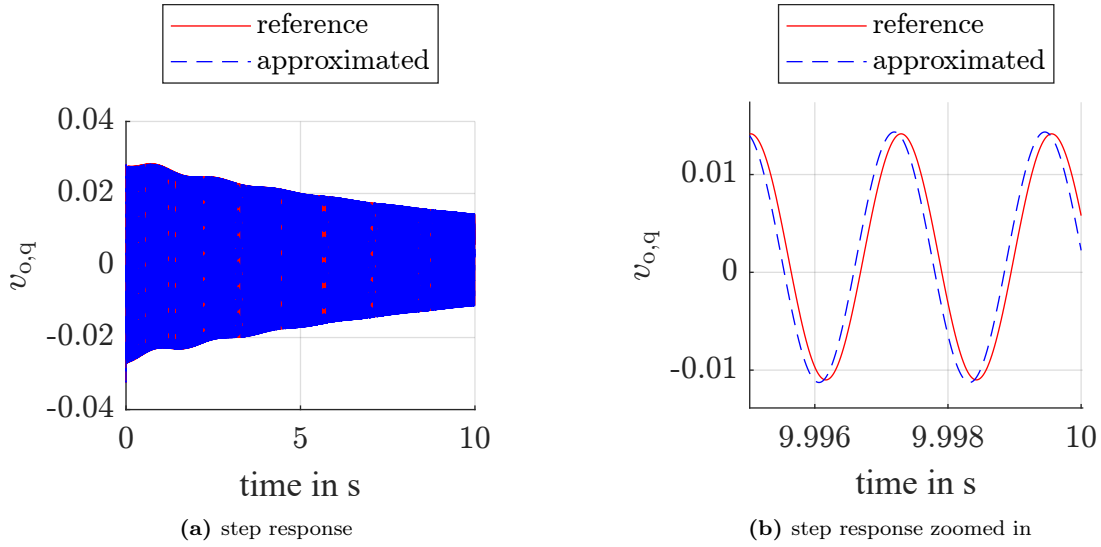 reference
approximated
0.04
0.02
0
-0.02
-0.04
v_{o,q}
0
5
10
time in s
(a) step response
reference
approximated
0.01
0
-0.01
v_{o,q}
9.996
9.998
10
time in s
(b) step response zoomed in